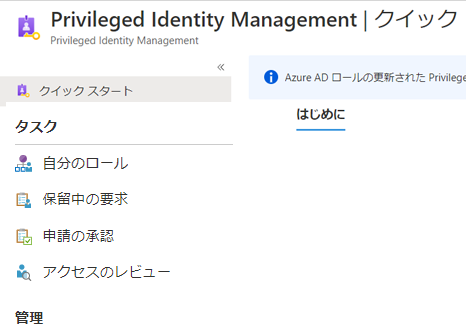 Privileged Identity Management | クイック
Privileged Identity Management
«
クイック スタート
Azure AD ロールの更新された Privilege
はじめに
タスク
自分のロール
保留中の要求
申請の承認
アクセスのレビュー
管理